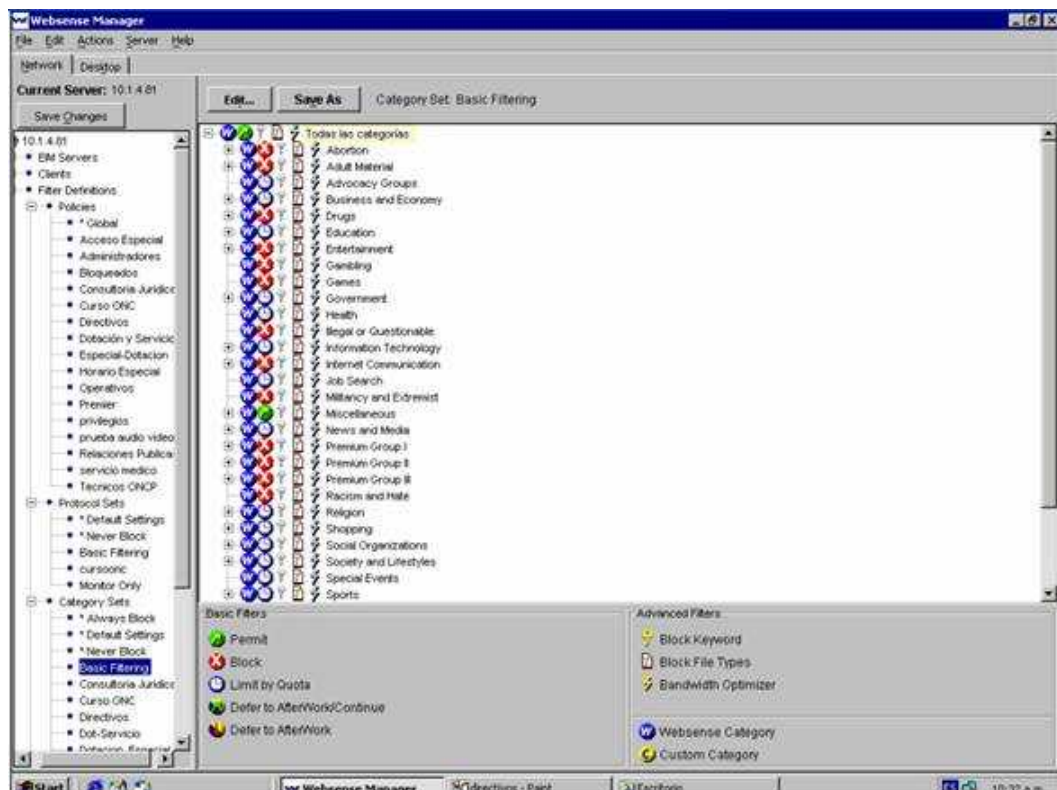 Websense Manager
File Edit Actions Server Help
Network Desktop
Current Server: 10.1.4.81
Save Changes
Edit... Save As Category Set: Basic Filtering
10.1.4.81
EIM Servers
Clients
Filter Definitions
Policies
* Global
Acceso Especial
Administradores
Bloqueados
Consultoria Juridic
Curso ONC
Directivos
Dotación y Servicio
Especial-Dotacion
Horario Especial
Operativos
Premier
privilegios
prueba audio video
Relaciones Publica
servicio medico
Tecnicos ONCP
Protocol Sets
* Default Settings
* Never Block
Basic Filtering
cursoonc
Monitor Only
Category Sets
* Always Block
* Default Settings
* Never Block
Basic Filtering
Consultoria Juridic
Curso ONC
Directivos
Dot-Servicio
Dotacion Especial
Todas las categorías
Abortion
Adult Material
Advocacy Groups
Business and Economy
Drugs
Education
Entertainment
Gambling
Games
Government
Health
Illegal or Questionable
Information Technology
Internet Communication
Job Search
Militancy and Extremist
Miscellaneous
News and Media
Premium Group I
Premium Group II
Premium Group III
Racism and Hate
Religion
Shopping
Social Organizations
Society and Lifestyles
Special Events
Sports
Basic Filters
Permit
Block
Limit by Quota
Defer to AfterWork/Continue
Defer to AfterWork
Advanced Filters
Block Keyword
Block File Types
Bandwidth Optimizer
Websense Category
Custom Category
Start Websense Manager directivos - Paint Escritorio 10:32 a.m.